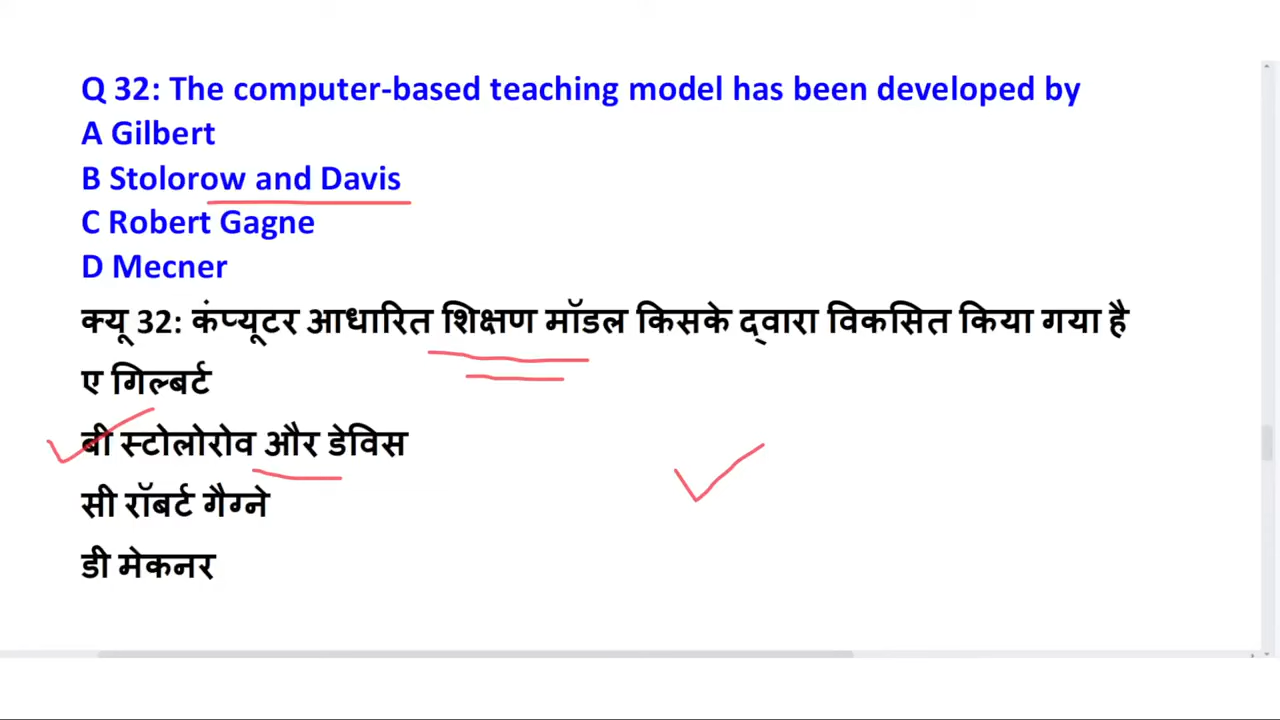 Q 32: The computer-based teaching model has been developed by
A Gilbert
B Stolorow and Davis
C Robert Gagne
D Mecner
क्यू 32: कंप्यूटर आधारित शिक्षण मॉडल किसके द्वारा विकसित किया गया है
ए गिल्बर्ट
बी स्टोलोरोव और डेविस
सी रॉबर्ट गैग्ने
डी मेकनर